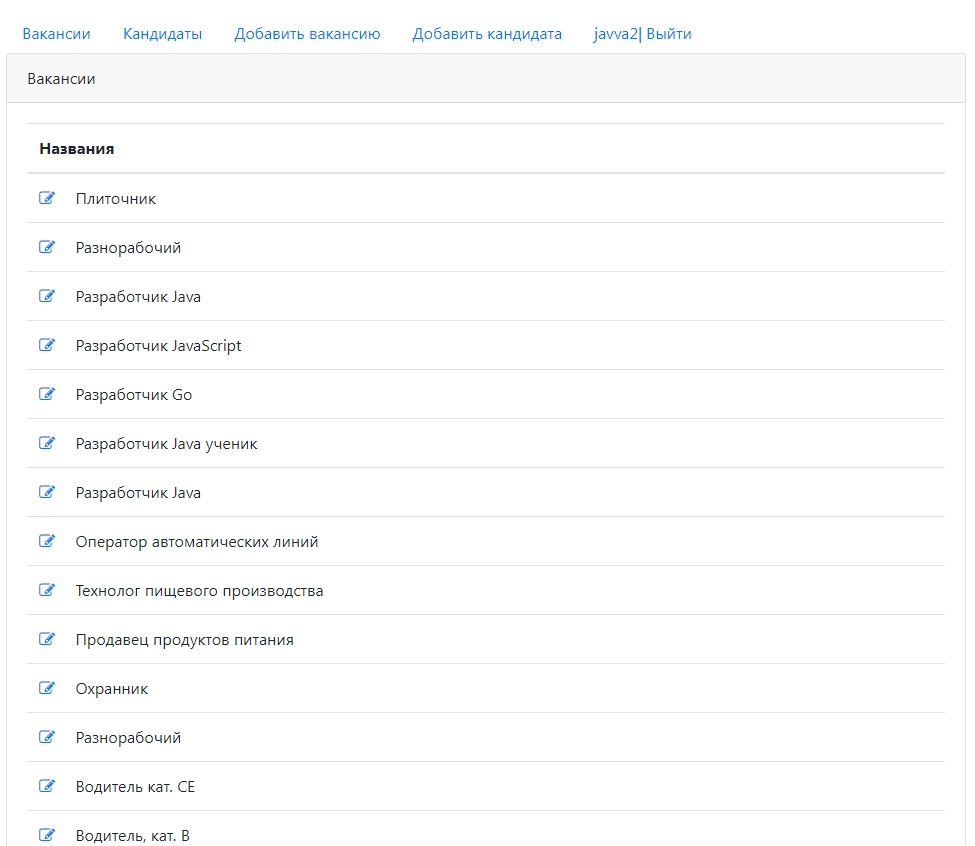 Вакансии Кандидаты Добавить вакансию Добавить кандидата javva2| Выйти
Вакансии
Названия
Плиточник
Разнорабочий
Разработчик Java
Разработчик JavaScript
Разработчик Go
Разработчик Java ученик
Разработчик Java
Оператор автоматических линий
Технолог пищевого производства
Продавец продуктов питания
Охранник
Разнорабочий
Водитель кат. СЕ
Водитель, кат. В